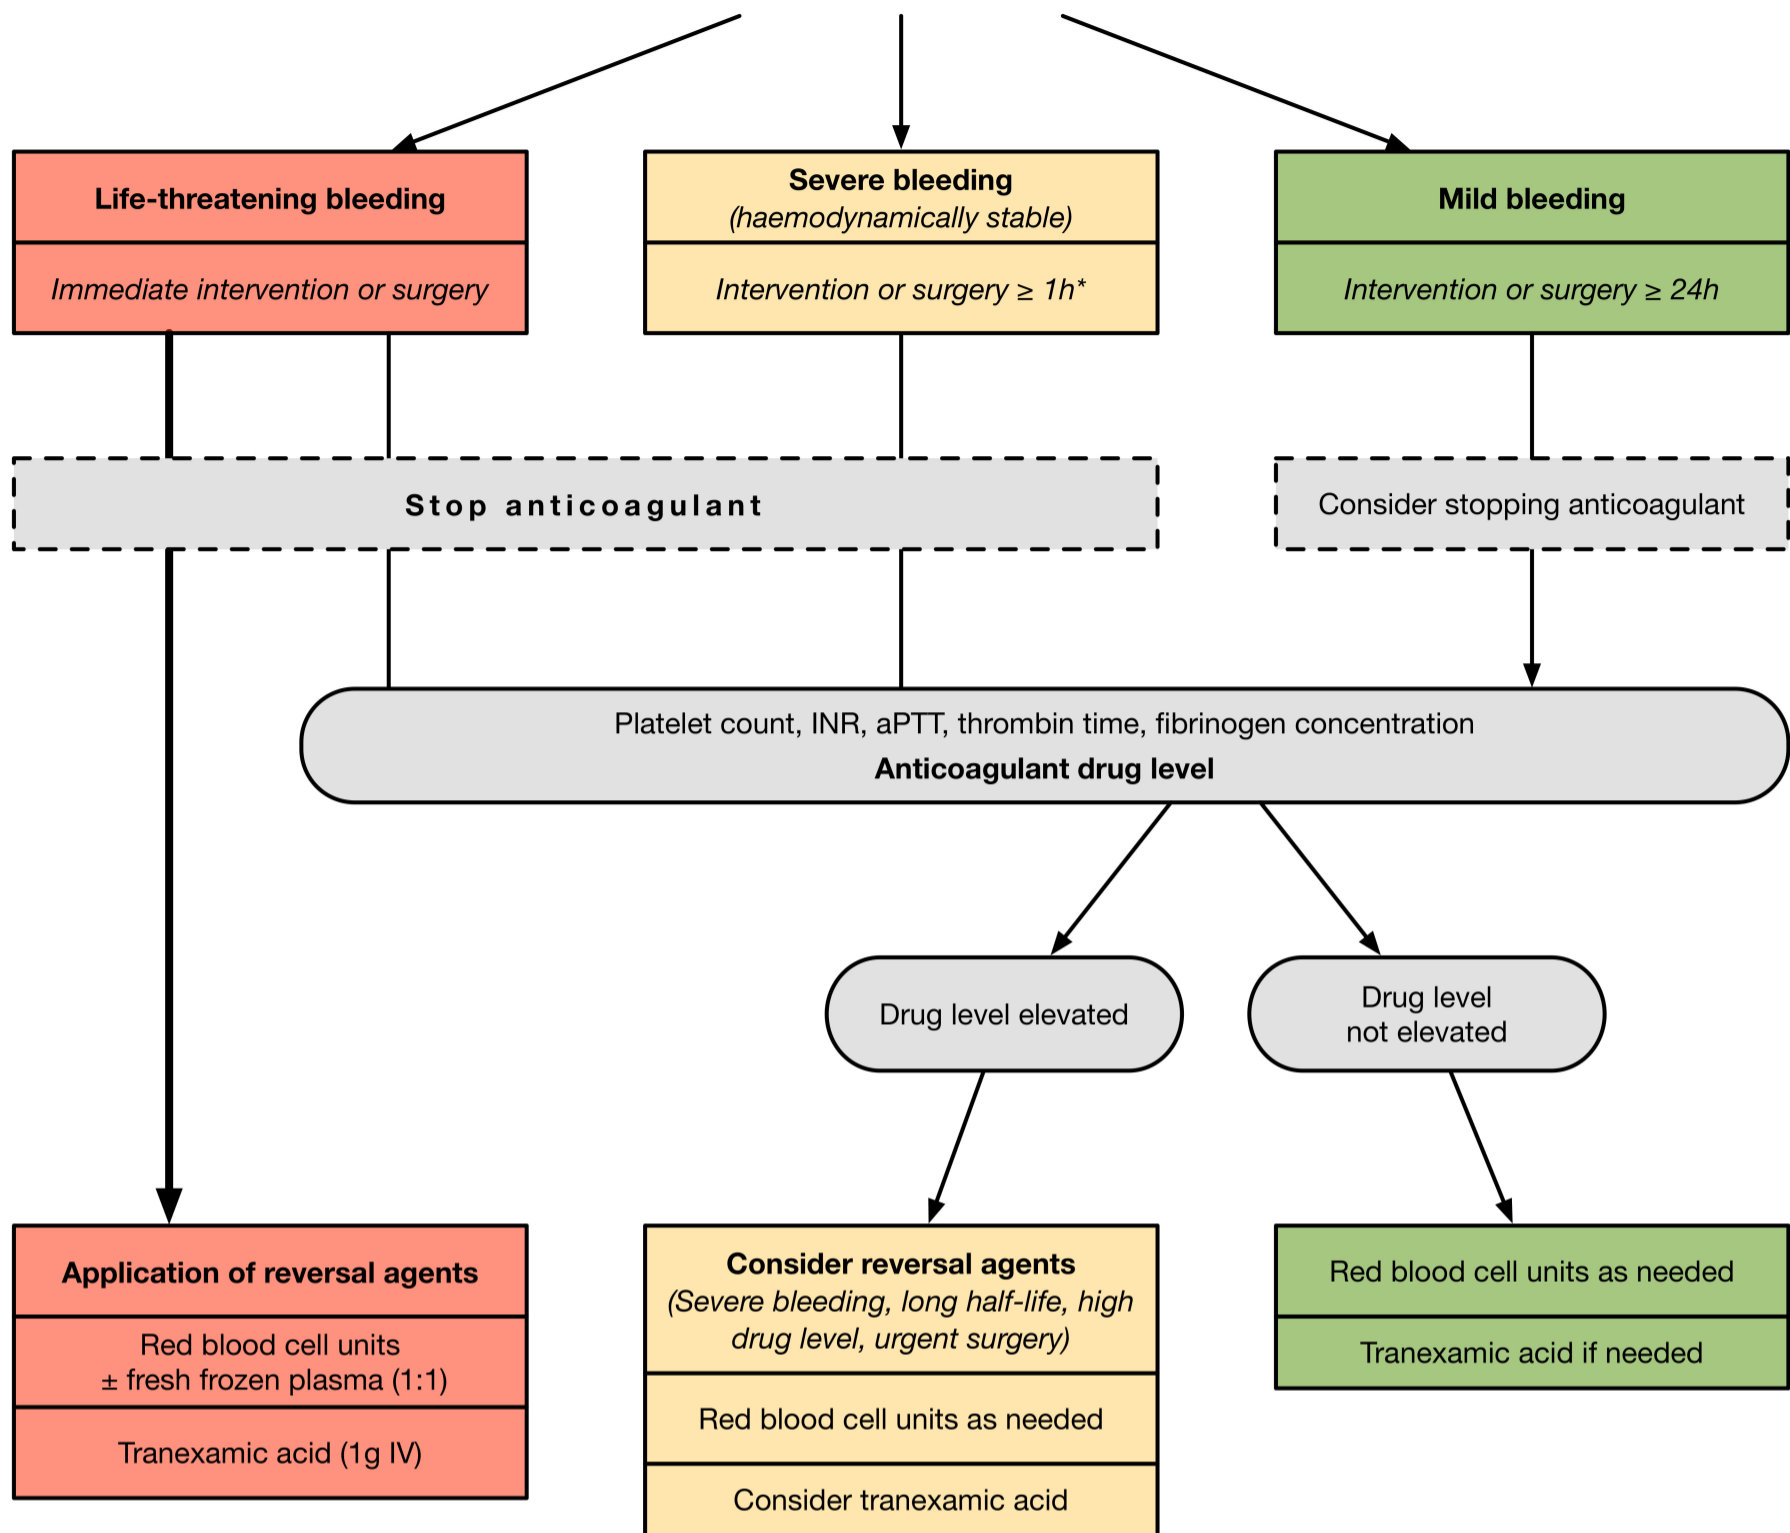 Life-threatening bleeding
Immediate intervention or surgery
Severe bleeding
(haemodynamically stable)
Intervention or surgery ≥ 1h*
Mild bleeding
Intervention or surgery ≥ 24h
Stop anticoagulant
Consider stopping anticoagulant
Platelet count, INR, aPTT, thrombin time, fibrinogen concentration
Anticoagulant drug level
Drug level elevated
Drug level
not elevated
Application of reversal agents
Red blood cell units
± fresh frozen plasma (1:1)
Tranexamic acid (1g IV)
Consider reversal agents
(Severe bleeding, long half-life, high
drug level, urgent surgery)
Red blood cell units as needed
Consider tranexamic acid
Red blood cell units as needed
Tranexamic acid if needed